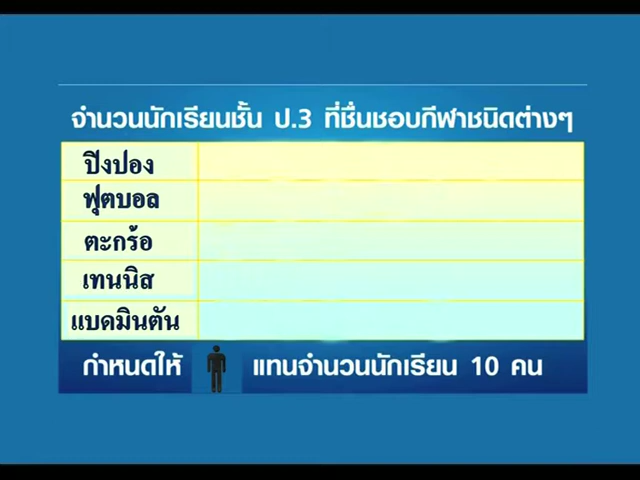 จำนวนนักเรียนชั้น ป.3 ที่ชื่นชอบกีฬาชนิดต่างๆ
ปิงปอง
ฟุตบอล
ตะกร้อ
เทนนิส
แบดมินตัน
กำหนดให้ แทนจำนวนนักเรียน 10 คน